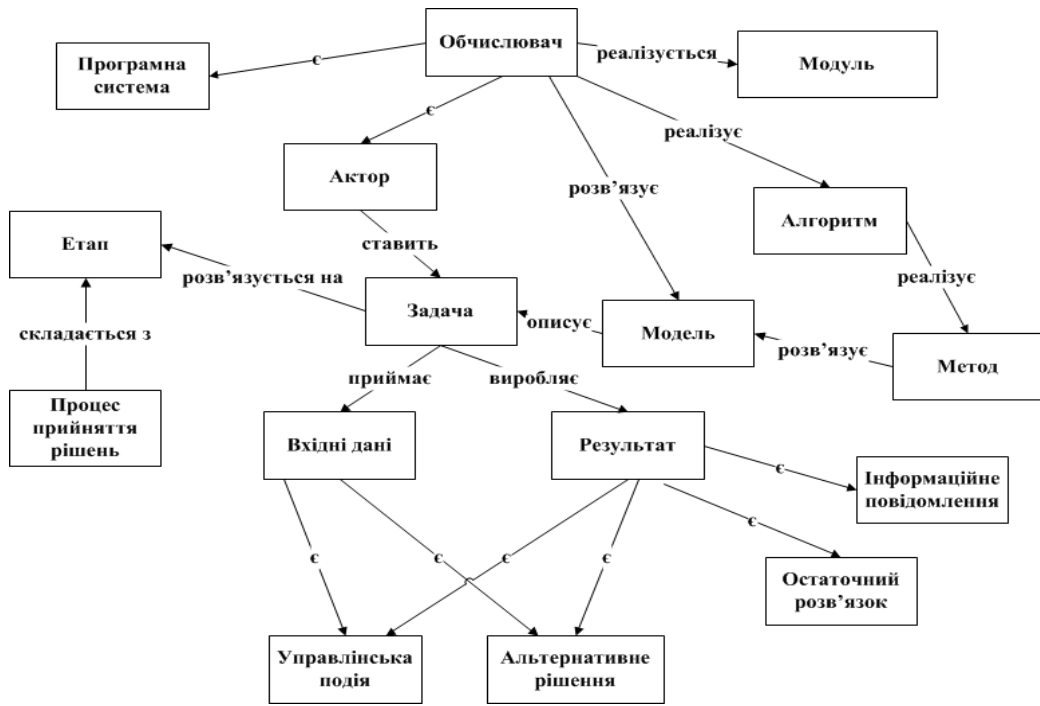 Обчислювач
Програмна
система
є
реалізується
Модуль
є
реалізує
Актор
розв’язує
Алгоритм
Етап
ставить
розв’язується на
реалізує
Задача
описує
Модель
складається з
розв’язує
Метод
приймає
виробляє
Процес
прийняття
рішень
Вхідні дані
Результат
є
Інформаційне
повідомлення
є
є
є
є
є
Остаточний
розв’язок
Управлінська
подія
Альтернативне
рішення